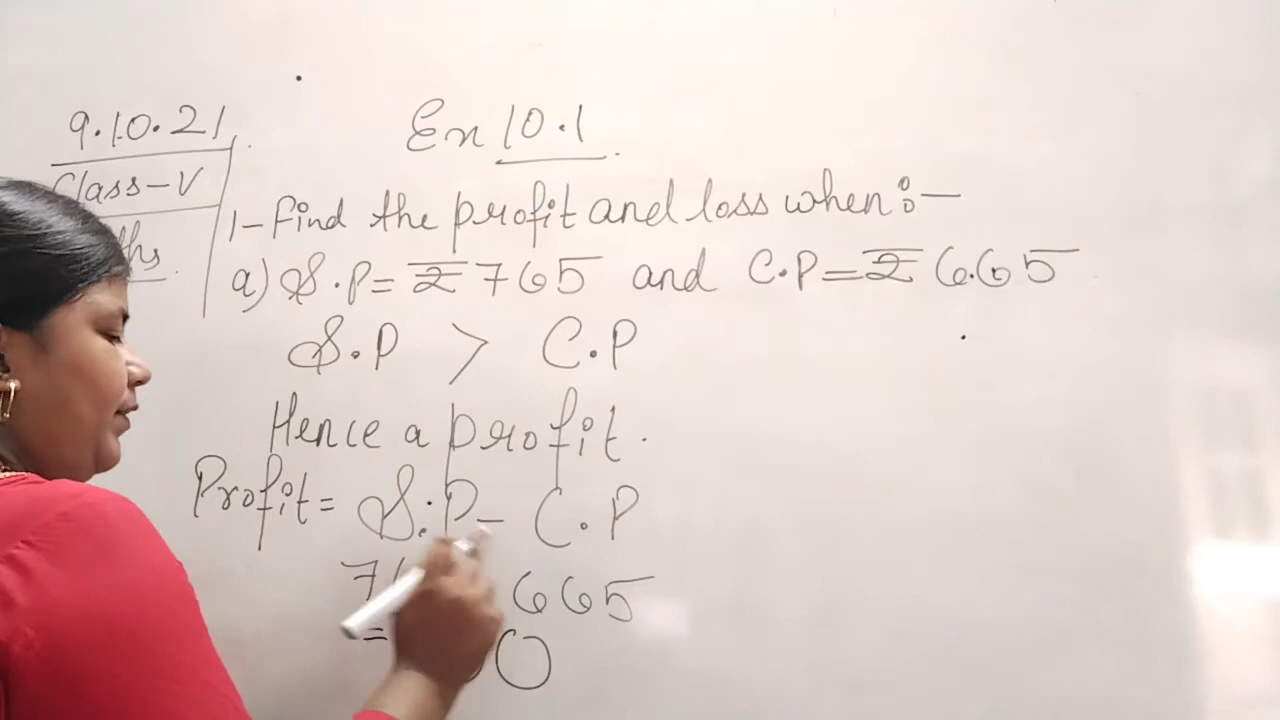 9.10.21
Class-V
Ex 10.1
1- Find the profit and loss when:-
a) S.P = ₹ 765 and C.P = ₹ 665
S.P > C.P
Hence a profit.
Profit = S.P - C.P
665
=